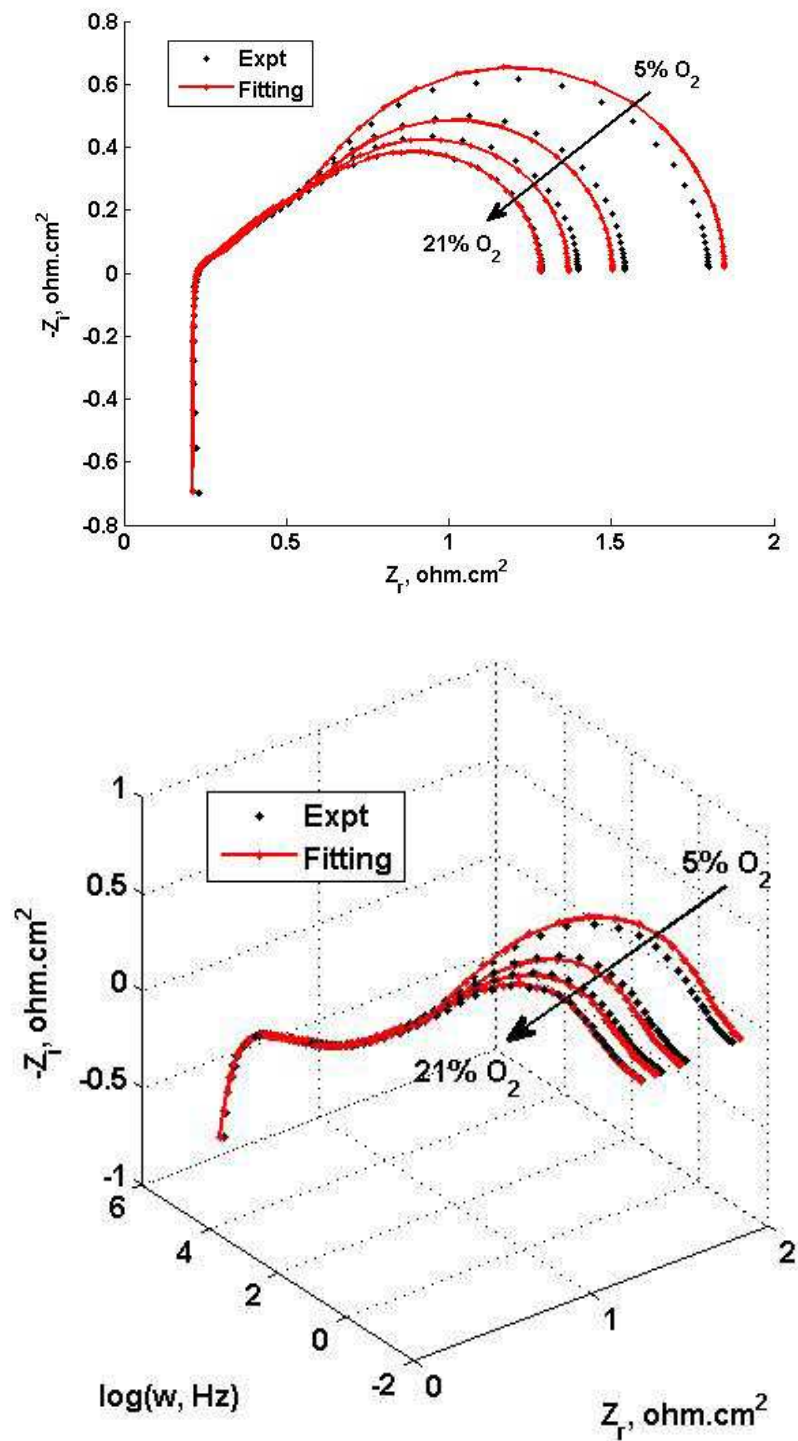 0.8
0.6
0.4
0.2
0
-0.2
-0.4
-0.6
-0.8
-Zi, ohm.cm2
Expt
Fitting
5% O2
21% O2
0
0.5
1
1.5
2
Zr, ohm.cm2
1
0.5
0
-0.5
-1
-Zi, ohm.cm2
Expt
Fitting
5% O2
21% O2
6
4
2
0
-2
log(w, Hz)
0
1
2
Zr, ohm.cm2